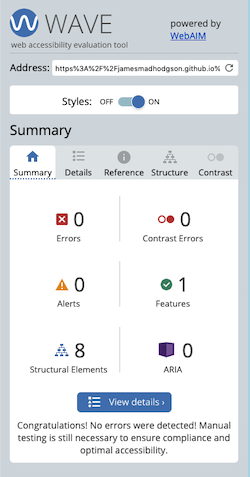 W WAVE
web accessibility evaluation tool
powered by
WebAIM
Address: https%3A%2F%2Fjamesmadhodgson.github.io%
Styles: OFF ON
Summary
Summary Details Reference Structure Contrast
0
Errors
0
Contrast Errors
0
Alerts
1
Features
8
Structural Elements
0
ARIA
View details ›
Congratulations! No errors were detected! Manual
testing is still necessary to ensure compliance and
optimal accessibility.